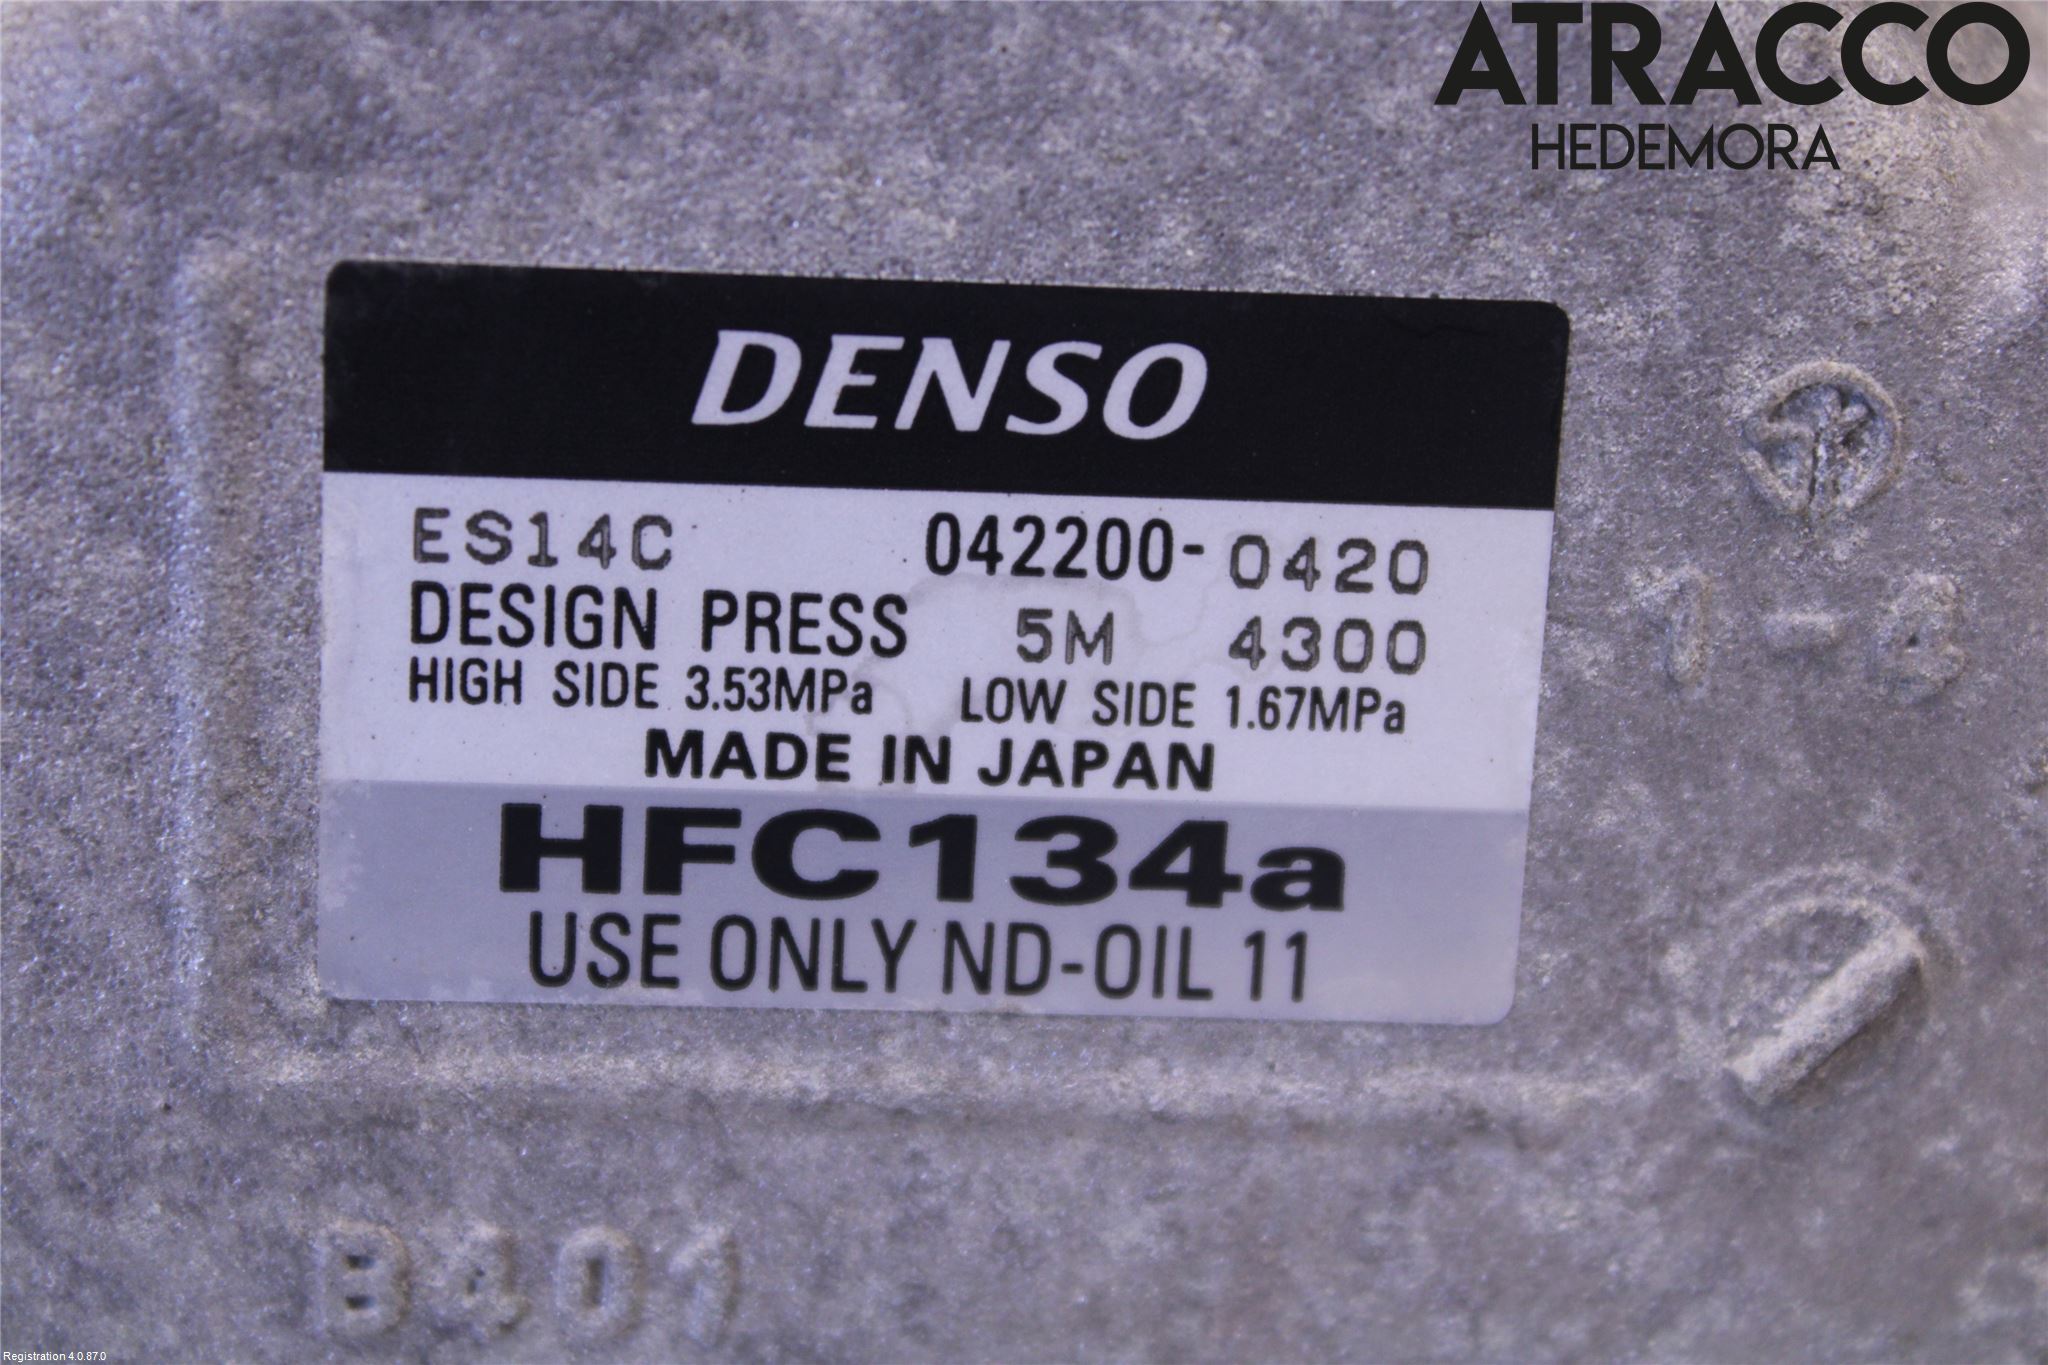 ATRACCO
HEDEMORA
DENSO
ES14C 042200-0420
DESIGN PRESS 5M 4300
HIGH SIDE 3.53MPa LOW SIDE 1.67MPa
MADE IN JAPAN
HFC134a
USE ONLY ND-OIL 11
B401
Registration 4.0.87.0